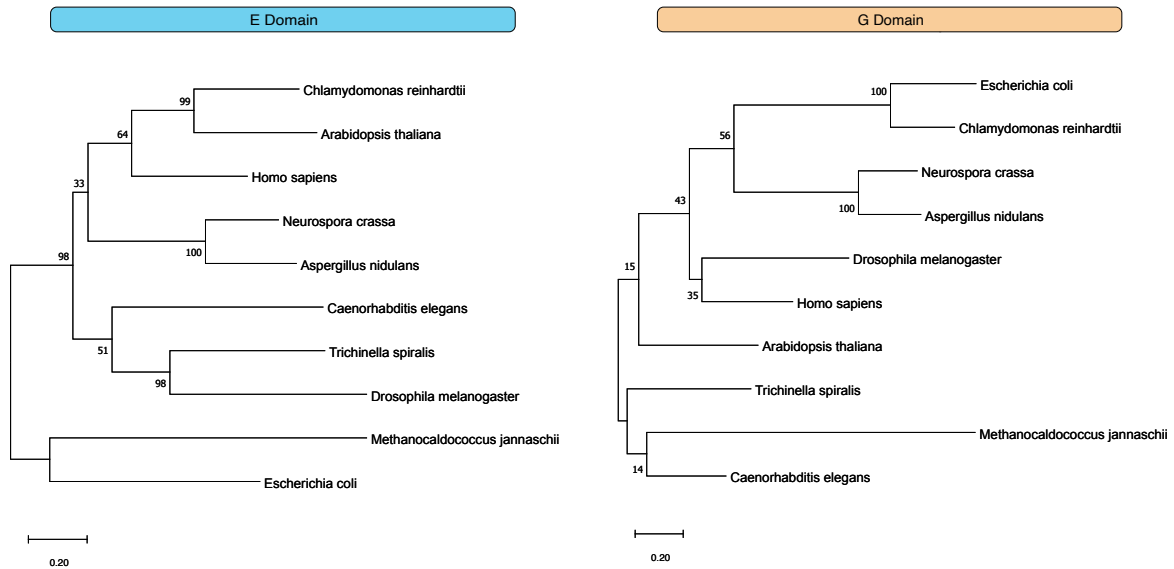 E Domain
Chlamydomonas reinhardtii
99
Arabidopsis thaliana
64
Homo sapiens
33
Neurospora crassa
100
Aspergillus nidulans
98
Caenorhabditis elegans
51
Trichinella spiralis
98
Drosophila melanogaster
Methanocaldococcus jannaschii
Escherichia coli
0.20
G Domain
Escherichia coli
100
Chlamydomonas reinhardtii
56
Neurospora crassa
100
Aspergillus nidulans
43
Drosophila melanogaster
35
Homo sapiens
15
Arabidopsis thaliana
Trichinella spiralis
Methanocaldococcus jannaschii
14
Caenorhabditis elegans
0.20